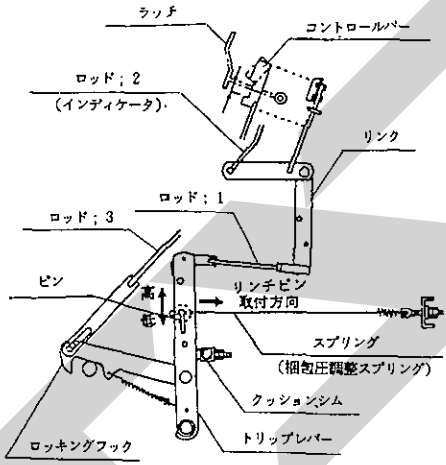 ラッチ
コントロールバー
ロッド；2
(インディケータ)
リンク
ロッド；1
ロッド；3
ピン
高
低
リンチピン
取付方向
スプリング
(梱包圧調整スプリング)
クッションシム
トリップレバー
ロッキングフック